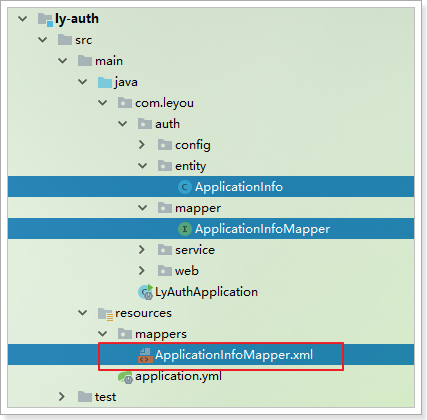 ly-auth
src
main
java
com.leyou
auth
config
entity
C ApplicationInfo
mapper
I ApplicationInfoMapper
service
web
LyAuthApplication
resources
mappers
ApplicationInfoMapper.xml
application.yml
test